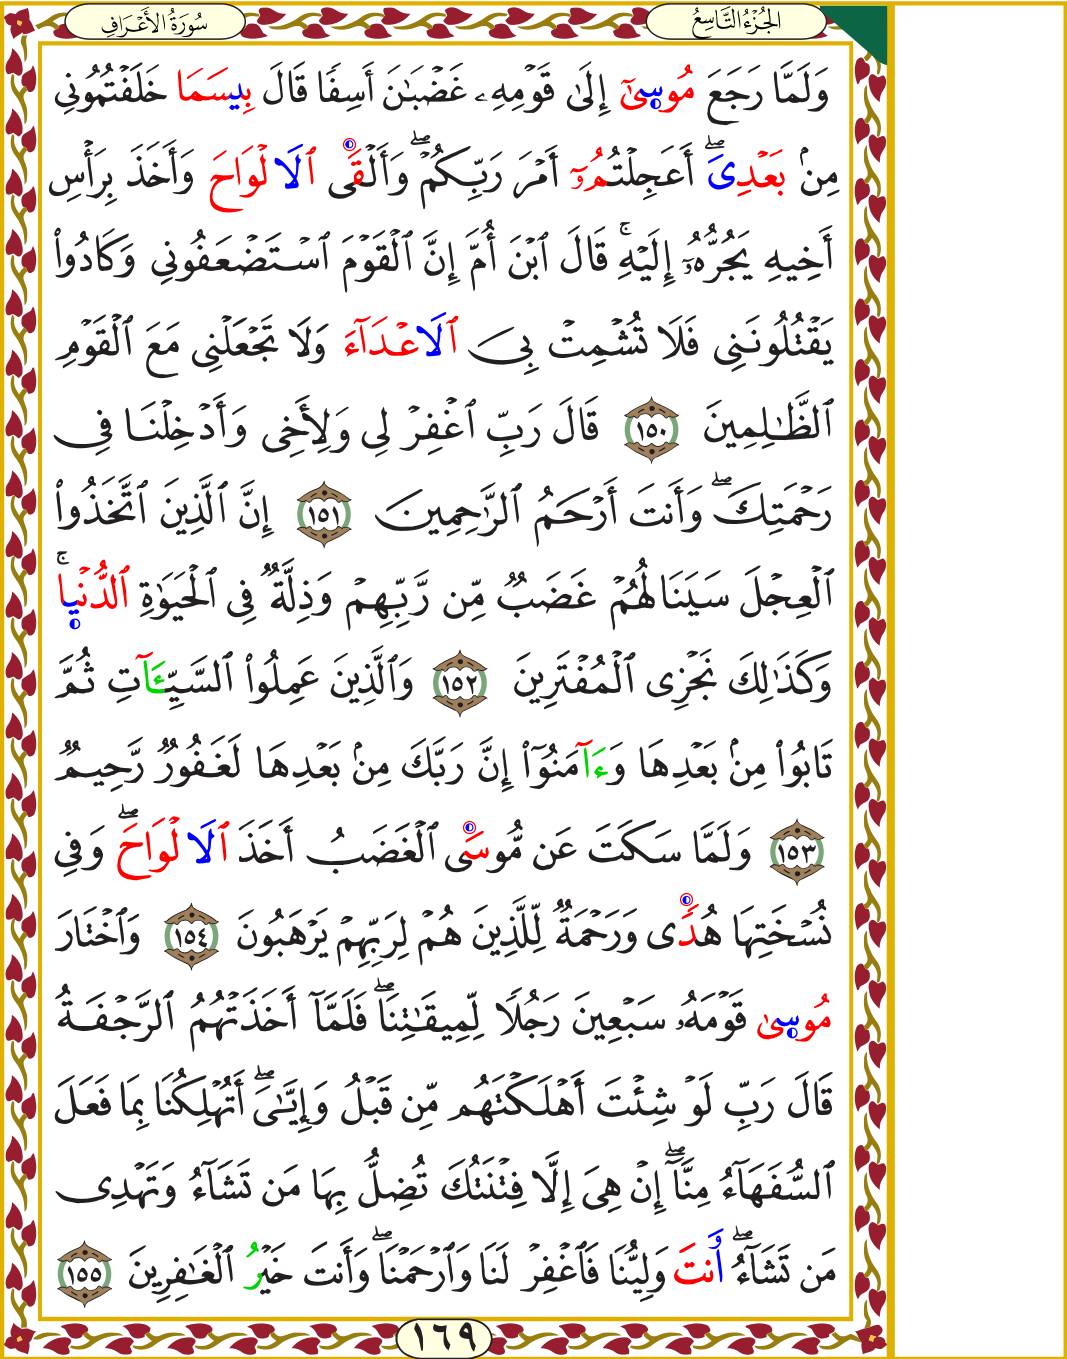 الجُزْءُ التَّاسِعُ
سُورَةُ الأَعْرَافِ
وَلَمَّا رَجَعَ مُوسٜىٰٓ إِلَىٰ قَوْمِهِۦ غَضْبَٰنَ أَسِفٗا قَالَ بِيسَمَا خَلَفْتُمُونِي
مِنۢ بَعْدِيَۖ أَعَجِلْتُمُۥٓ أَمْرَ رَبِّكُمْۖ وَأَلْقَى ٱلَالْوَاحَ وَأَخَذَ بِرَأْسِ
أَخِيهِ يَجُرُّهُۥٓ إِلَيْهِۚ قَالَ ٱبْنَ أُمَّ إِنَّ ٱلْقَوْمَ ٱسْتَضْعَفُونِي وَكَادُواْ
يَقْتُلُونَنِي فَلَا تُشْمِتْ بِيَ ٱلَاعْدَآءَ وَلَا تَجْعَلْنِي مَعَ ٱلْقَوْمِ
ٱلظَّٰلِمِينَ ١٥٠ قَالَ رَبِّ ٱغْفِرْ لِي وَلِأَخِي وَأَدْخِلْنَا فِي
رَحْمَتِكَۖ وَأَنتَ أَرْحَمُ ٱلرَّٰحِمِينَ ١٥١ إِنَّ ٱلَّذِينَ ٱتَّخَذُواْ
ٱلْعِجْلَ سَيَنَالُهُمْ غَضَبٞ مِّن رَّبِّهِمْ وَذِلَّةٞ فِي ٱلْحَيَوٰةِ ٱلدُّنْيٜاۚ
وَكَذَٰلِكَ نَجْزِي ٱلْمُفْتَرِينَ ١٥٢ وَٱلَّذِينَ عَمِلُواْ ٱلسَّيِّـَٔاتِ ثُمَّ
تَابُواْ مِنۢ بَعْدِهَا وَءَامَنُوٓاْ إِنَّ رَبَّكَ مِنۢ بَعْدِهَا لَغَفُورٞ رَّحِيمٞ
١٥٣ وَلَمَّا سَكَتَ عَن مُّوسَى ٱلْغَضَبُ أَخَذَ ٱلَالْوَاحَۖ وَفِي
نُسْخَتِهَا هُدٗى وَرَحْمَةٞ لِّلَّذِينَ هُمْ لِرَبِّهِمْ يَرْهَبُونَ ١٥٤ وَٱخْتَارَ
مُوسٜىٰ قَوْمَهُۥ سَبْعِينَ رَجُلٗا لِّمِيقَٰتِنَاۖ فَلَمَّآ أَخَذَتْهُمُ ٱلرَّجْفَةُ
قَالَ رَبِّ لَوْ شِئْتَ أَهْلَكْتَهُم مِّن قَبْلُ وَإِيَّٰيَۖ أَتُهْلِكُنَا بِمَا فَعَلَ
ٱلسُّفَهَآءُ مِنَّآۖ إِنْ هِيَ إِلَّا فِتْنَتُكَ تُضِلُّ بِهَا مَن تَشَآءُ وَتَهْدِي
مَن تَشَآءُۖ أَنتَ وَلِيُّنَا فَٱغْفِرْ لَنَا وَٱرْحَمْنَاۖ وَأَنتَ خَيْرُ ٱلْغَٰفِرِينَ ١٥٥
١٦٩